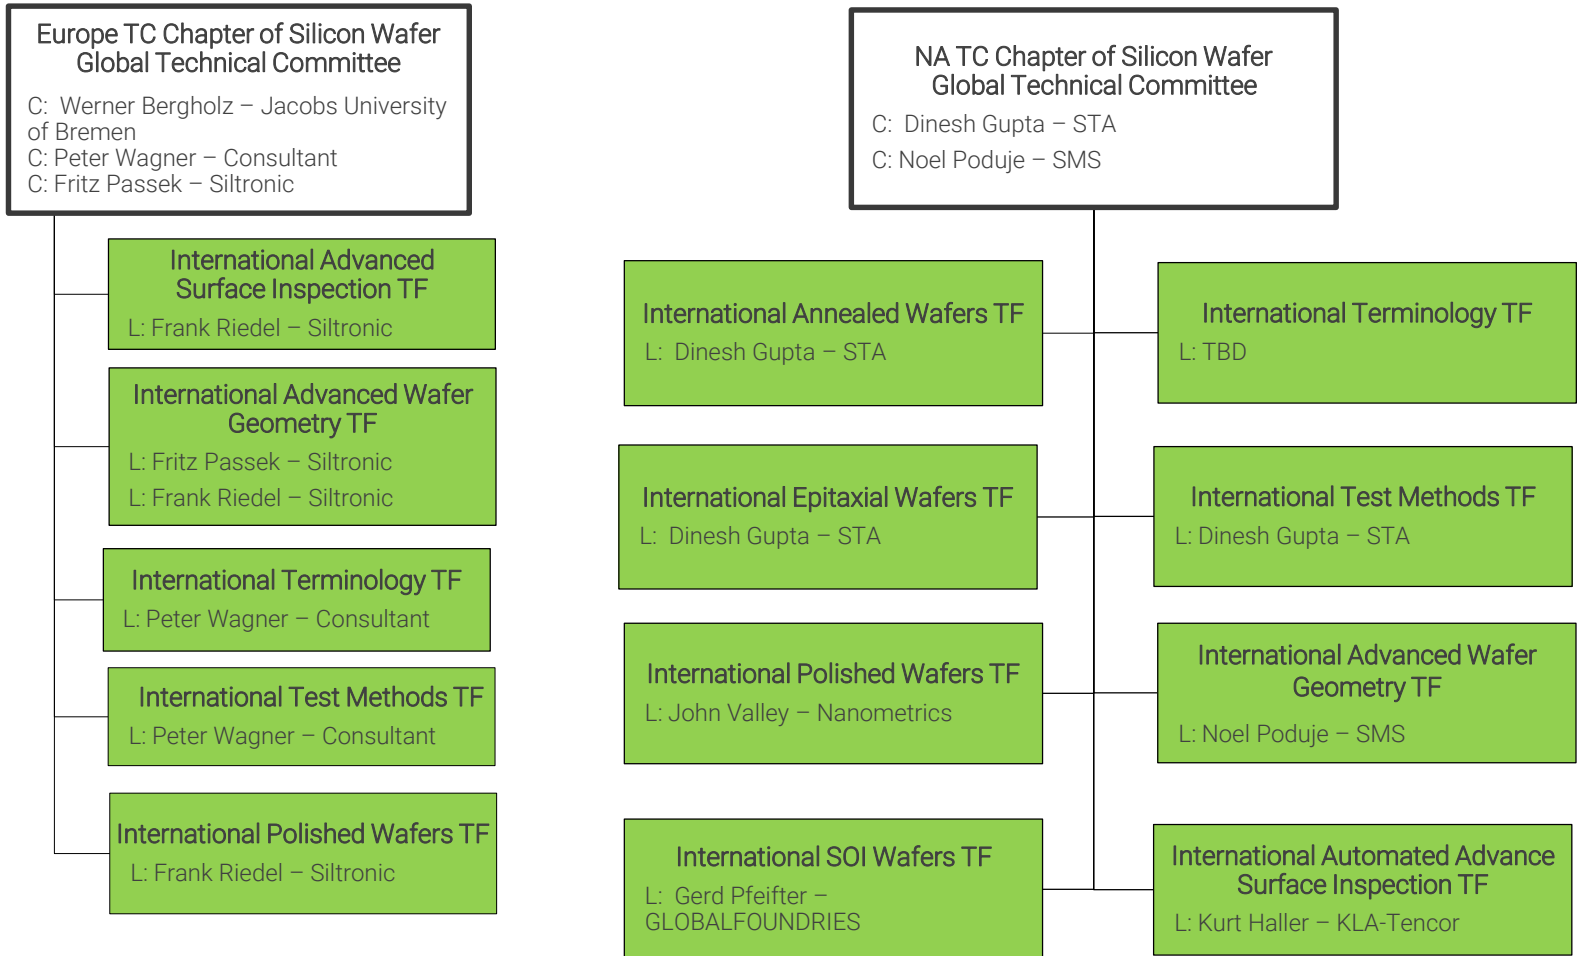 Europe TC Chapter of Silicon Wafer
Global Technical Committee
C:  Werner Bergholz – Jacobs University
of Bremen
C: Peter Wagner – Consultant
C: Fritz Passek – Siltronic
International Advanced
Surface Inspection TF
L: Frank Riedel – Siltronic
International Advanced Wafer
Geometry TF
L: Fritz Passek – Siltronic
L: Frank Riedel – Siltronic
International Terminology TF
L: Peter Wagner – Consultant
International Test Methods TF
L: Peter Wagner – Consultant
International Polished Wafers TF
L: Frank Riedel – Siltronic
NA TC Chapter of Silicon Wafer
Global Technical Committee
C:  Dinesh Gupta – STA
C: Noel Poduje – SMS
International Annealed Wafers TF
L:  Dinesh Gupta – STA
International Epitaxial Wafers TF
L:  Dinesh Gupta – STA
International Polished Wafers TF
L: John Valley – Nanometrics
International SOI Wafers TF
L:  Gerd Pfeifter –
GLOBALFOUNDRIES
International Terminology TF
L: TBD
International Test Methods TF
L: Dinesh Gupta – STA
International Advanced Wafer
Geometry TF
L: Noel Poduje – SMS
International Automated Advance
Surface Inspection TF
L: Kurt Haller – KLA-Tencor